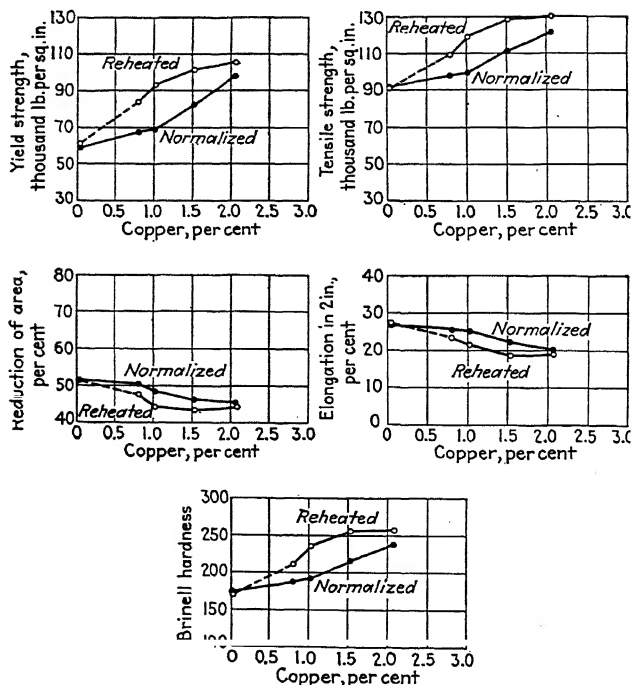 Yield strength,
thousand lb. per sq. in.
130
110
90
70
50
30
Reheated
Normalized
0 0.5 1.0 1.5 2.0 2.5 3.0
Copper, per cent
Tensile strength,
thousand lb. per sq. in.
130
110
90
70
50
30
Reheated
Normalized
0 0.5 1.0 1.5 2.0 2.5 3.0
Copper, per cent
Reduction of area,
per cent
80
70
60
50
40
Normalized
Reheated
0 0.5 1.0 1.5 2.0 2.5 3.0
Copper, per cent
Elongation in 2 in.,
per cent
40
30
20
10
0
Normalized
Reheated
0 0.5 1.0 1.5 2.0 2.5 3.0
Copper, per cent
Brinell hardness
300
250
200
150
Reheated
Normalized
0 0.5 1.0 1.5 2.0 2.5 3.0
Copper, per cent